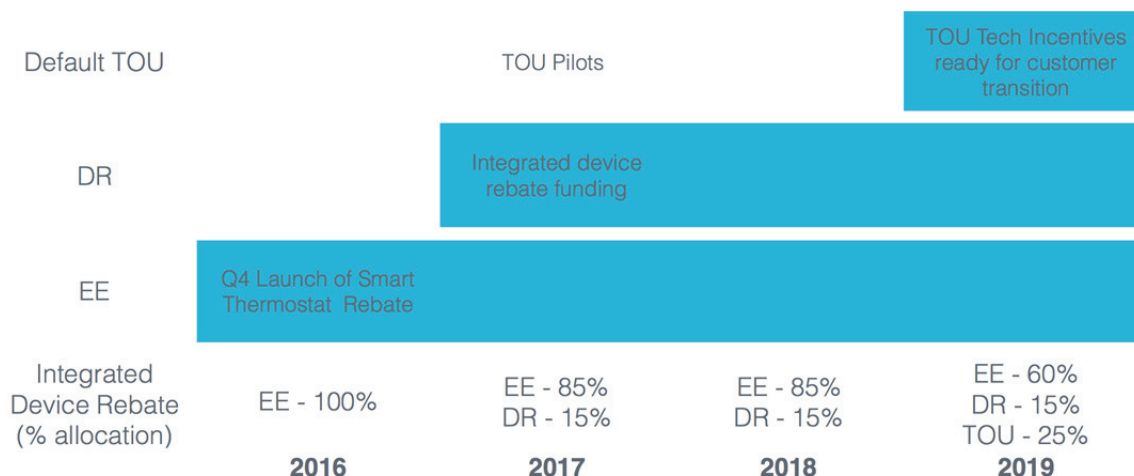 Default TOU
TOU Pilots
TOU Tech Incentives
ready for customer
transition
DR
Integrated device
rebate funding
EE
Q4 Launch of Smart
Thermostat Rebate
Integrated
Device Rebate
(% allocation)
EE - 100%
EE - 85%
DR - 15%
EE - 85%
DR - 15%
EE - 60%
DR - 15%
TOU - 25%
2016
2017
2018
2019